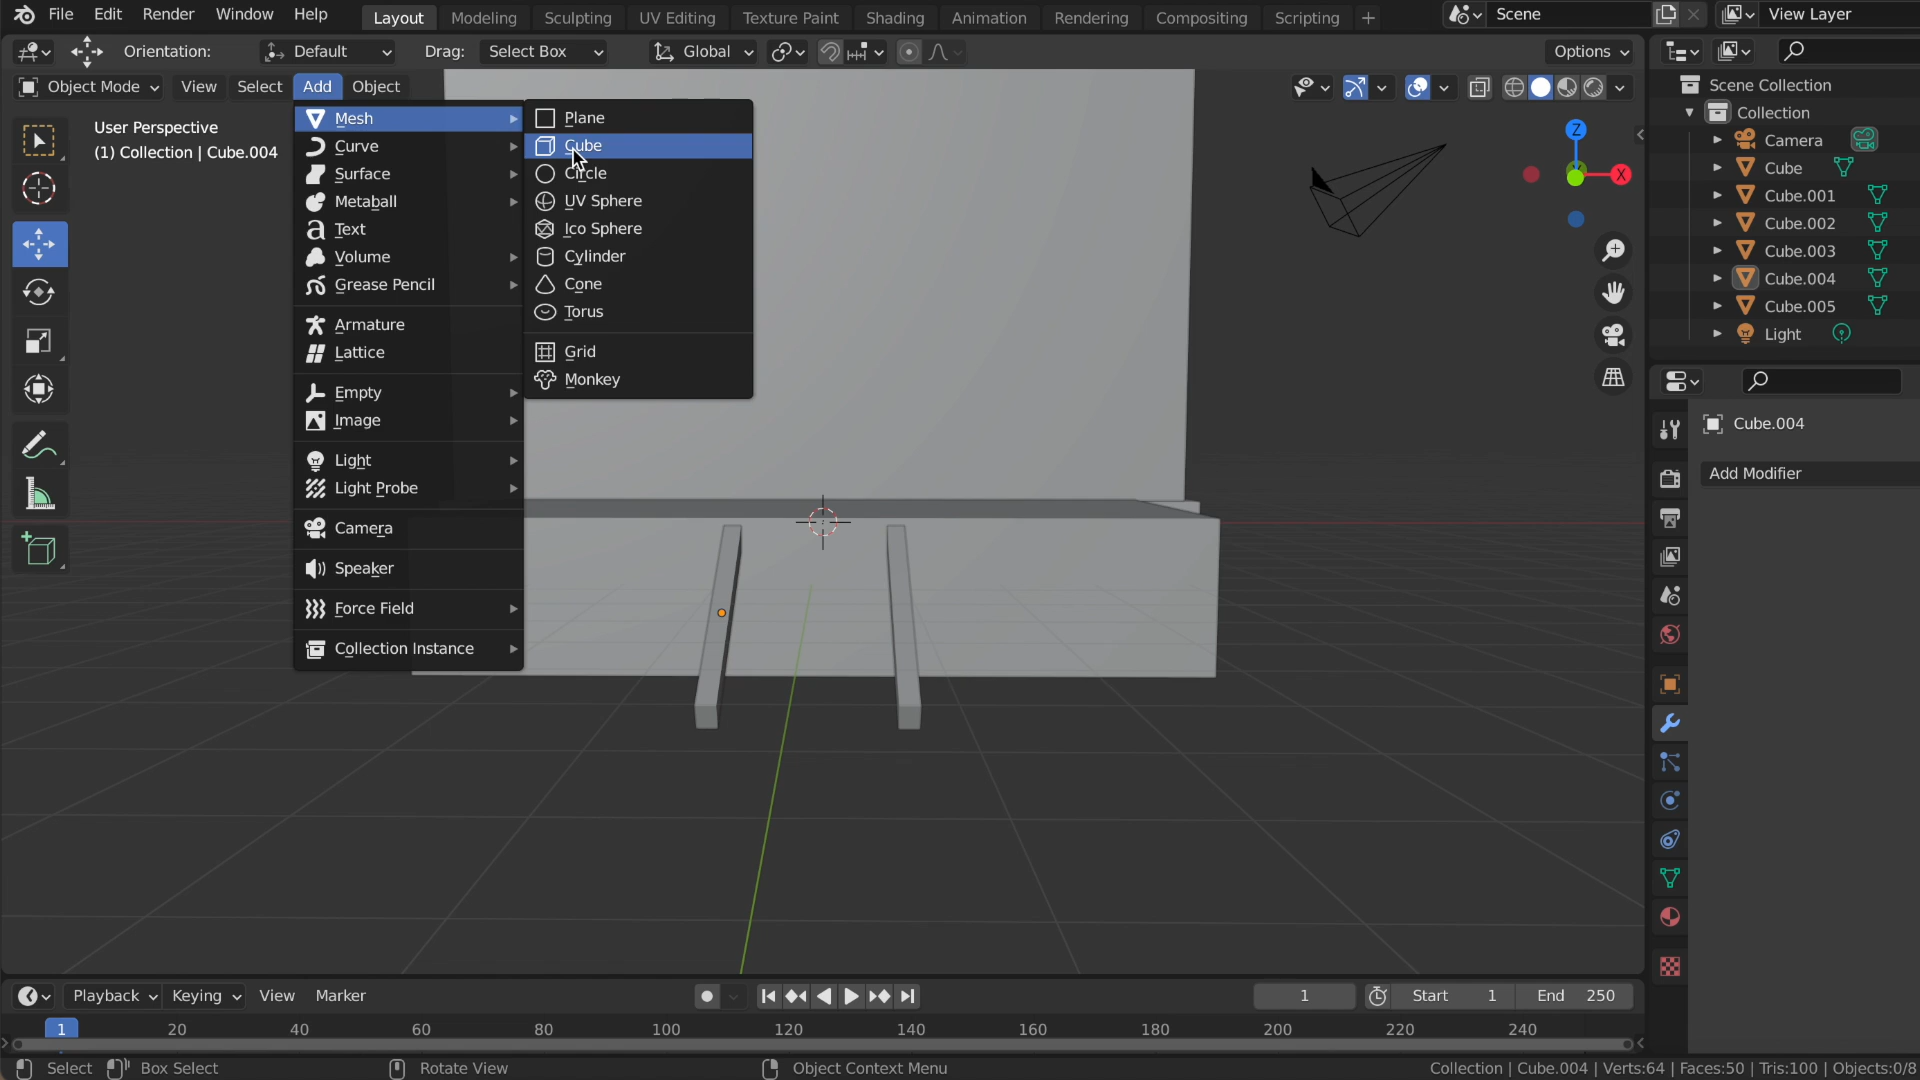 File Edit Render Window Help Layout Modeling Sculpting UV Editing Texture Paint Shading Animation Rendering Compositing Scripting + Scene View Layer
Orientation: Default Drag: Select Box Global Options
Object Mode View Select Add Object
Scene Collection
Collection
Camera
Cube
Cube.001
Cube.002
Cube.003
Cube.004
Cube.005
Light
User Perspective
(1) Collection | Cube.004
Mesh
Curve
Surface
Metaball
Text
Volume
Grease Pencil
Armature
Lattice
Empty
Image
Light
Light Probe
Camera
Speaker
Force Field
Collection Instance
Plane
Cube
Circle
UV Sphere
Ico Sphere
Cylinder
Cone
Torus
Grid
Monkey
Z
X
Cube.004
Add Modifier
Playback Keying View Marker 1 Start 1 End 250
1 20 40 60 80 100 120 140 160 180 200 220 240
Select Box Select Rotate View Object Context Menu Collection | Cube.004 | Verts:64 | Faces:50 | Tris:100 | Objects:0/8